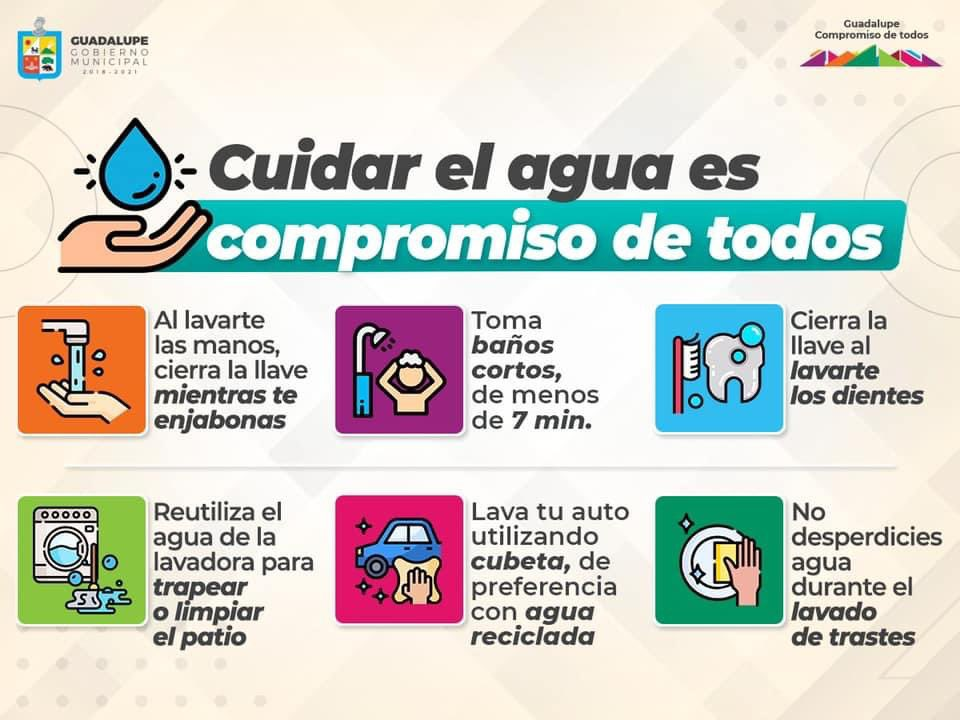 GUADALUPE
GOBIERNO
MUNICIPAL
2018-2021
Guadalupe
Compromiso de todos
Cuidar el agua es
compromiso de todos
Al lavarte
las manos,
cierra la llave
mientras te
enjabonas
Toma
baños
cortos,
de menos
de 7 min.
Cierra la
llave al
lavarte
los dientes
Reutiliza el
agua de la
lavadora para
trapear
o limpiar
el patio
Lava tu auto
utilizando
cubeta, de
preferencia
con agua
reciclada
No
desperdicies
agua
durante el
lavado
de trastes